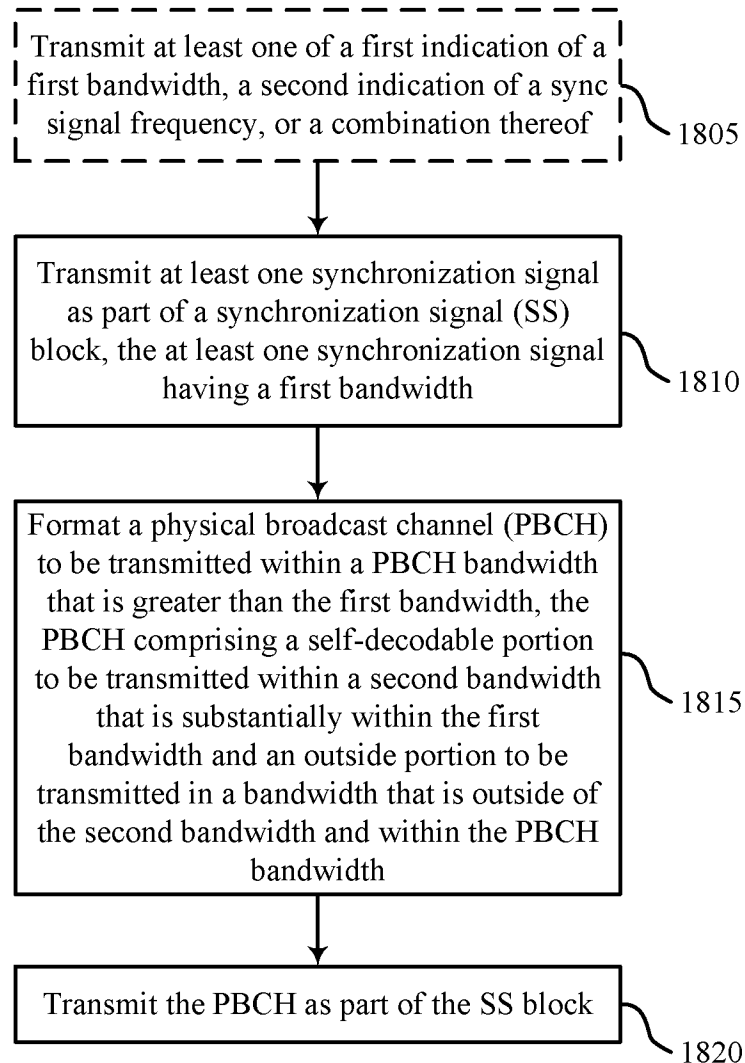 Transmit at least one of a first indication of a
first bandwidth, a second indication of a sync
signal frequency, or a combination thereof
1805
Transmit at least one synchronization signal
as part of a synchronization signal (SS)
block, the at least one synchronization signal
having a first bandwidth
1810
Format a physical broadcast channel (PBCH)
to be transmitted within a PBCH bandwidth
that is greater than the first bandwidth, the
PBCH comprising a self-decodable portion
to be transmitted within a second bandwidth
that is substantially within the first
bandwidth and an outside portion to be
transmitted in a bandwidth that is outside of
the second bandwidth and within the PBCH
bandwidth
1815
Transmit the PBCH as part of the SS block
1820